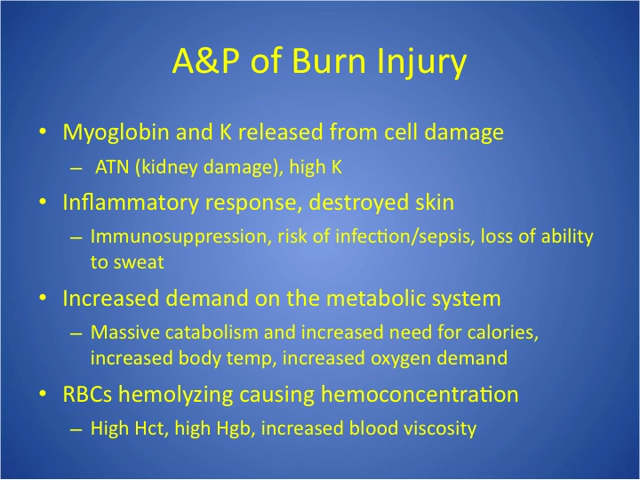 A&P of Burn Injury
• Myoglobin and K released from cell damage
– ATN (kidney damage), high K
• Inflammatory response, destroyed skin
– Immunosuppression, risk of infection/sepsis, loss of ability
to sweat
• Increased demand on the metabolic system
– Massive catabolism and increased need for calories,
increased body temp, increased oxygen demand
• RBCs hemolyzing causing hemoconcentration
– High Hct, high Hgb, increased blood viscosity